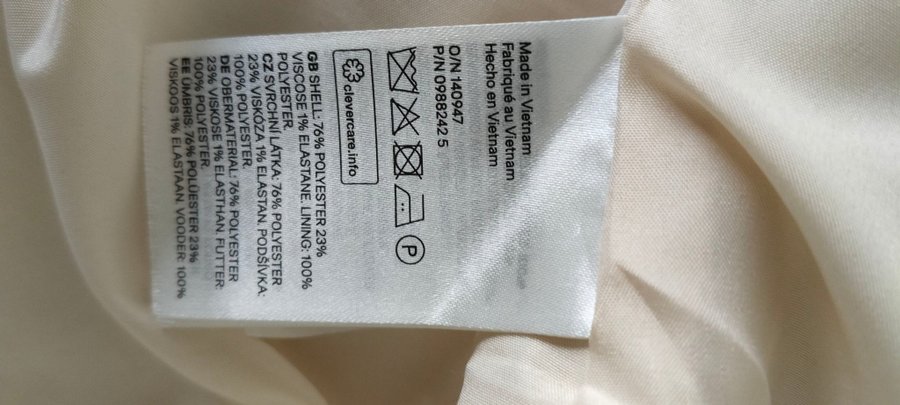 Made in Vietnam
Fabriqué au Vietnam
Hecho en Vietnam
O/N 140947
P/N 0988242 5
P
clevercare.info
GB SHELL: 76% POLYESTER 23%
VISCOSE 1% ELASTANE. LINING: 100%
POLYESTER.
CZ SVRCHNÍ LÁTKA: 76% POLYESTER
23% VISKÓZA 1% ELASTAN. PODŠÍVKA:
100% POLYESTER.
DE OBERMATERIAL: 76% POLYESTER
23% VISKOSE 1% ELASTHAN. FUTTER:
100% POLYESTER.
EE ÜMBRIS: 76% POLÜESTER 23%
VISKOOS 1% ELASTAAN. VOODER: 100%